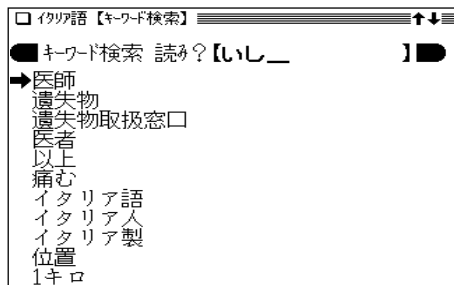 イタリア語【キーワード検索】
キーワード検索 読み?【いし_ 】
➡医師
遺失物
遺失物取扱窓口
医者
以上
痛む
イタリア語
イタリア人
イタリア製
位置
1キロ